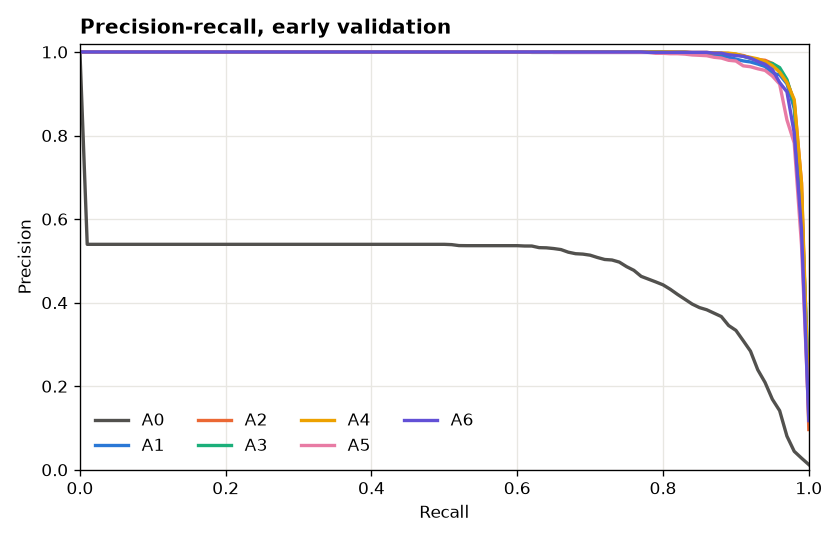 Precision-recall, early validation
Precision
1.0
0.8
0.6
0.4
0.2
0.0
A0 A2 A4 A6
A1 A3 A5
0.0 0.2 0.4 0.6 0.8 1.0
Recall